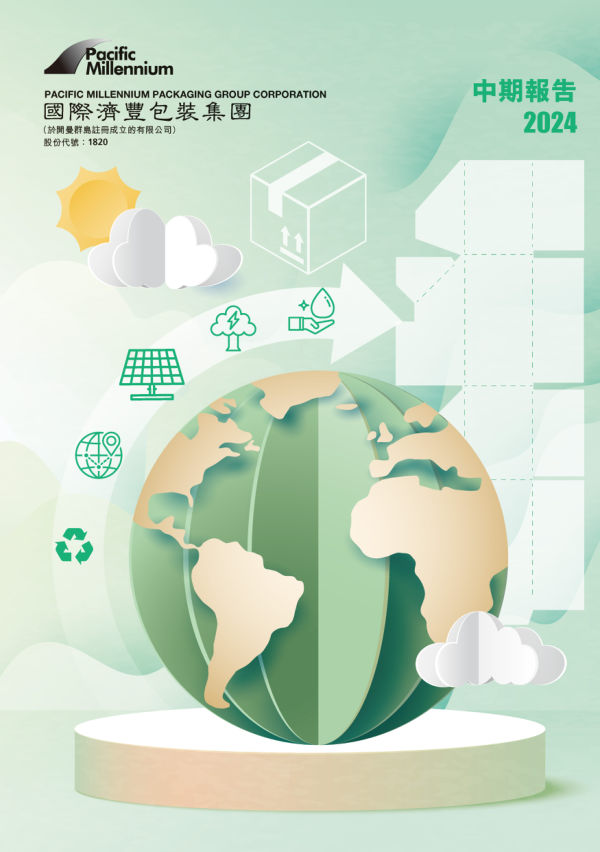 Pacific
Millennium
PACIFIC MILLENNIUM PACKAGING GROUP CORPORATION
國際濟豐包裝集團
(於開曼群島註冊成立的有限公司)
股份代號：1820
中期報告
2024